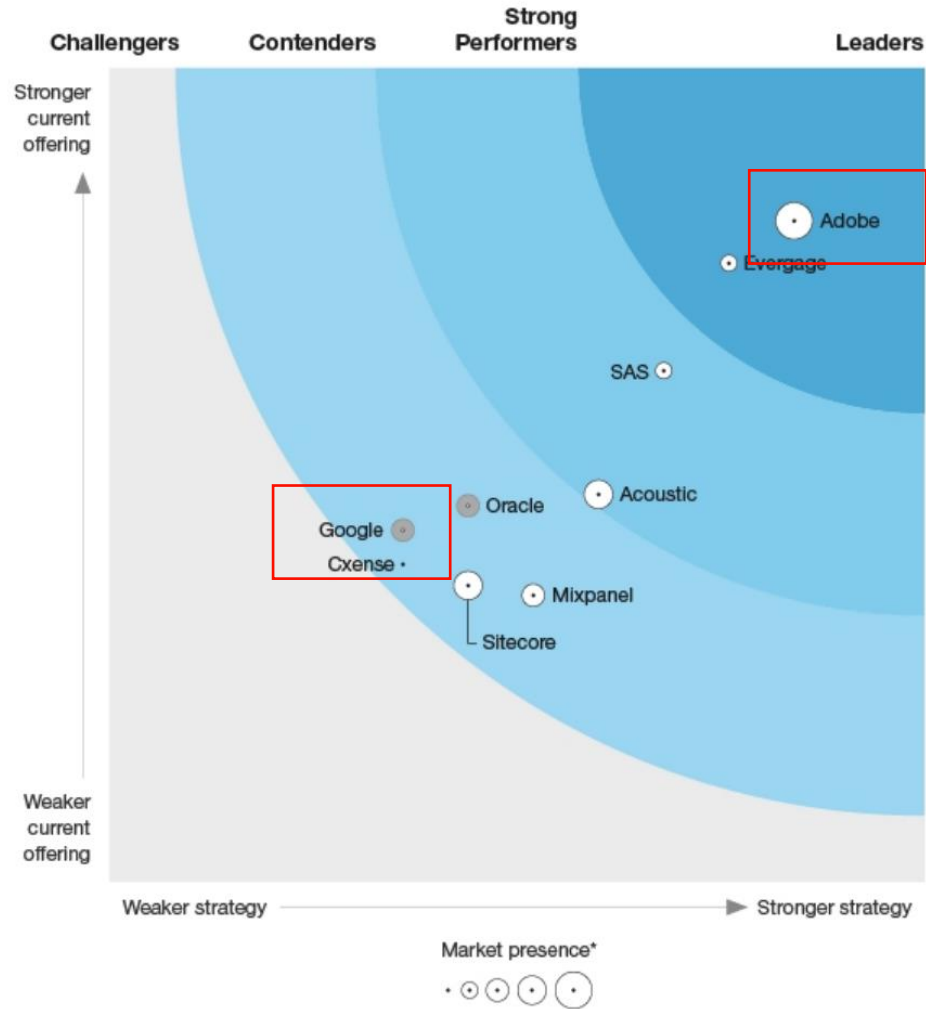 Strong
Challengers Contenders Performers Leaders
Stronger
current
offering
Adobe
Evergage
SAS
Acoustic
Oracle
Google
Cxense
Mixpanel
Sitecore
Weaker
current
offering
Weaker strategy Stronger strategy
Market presence*